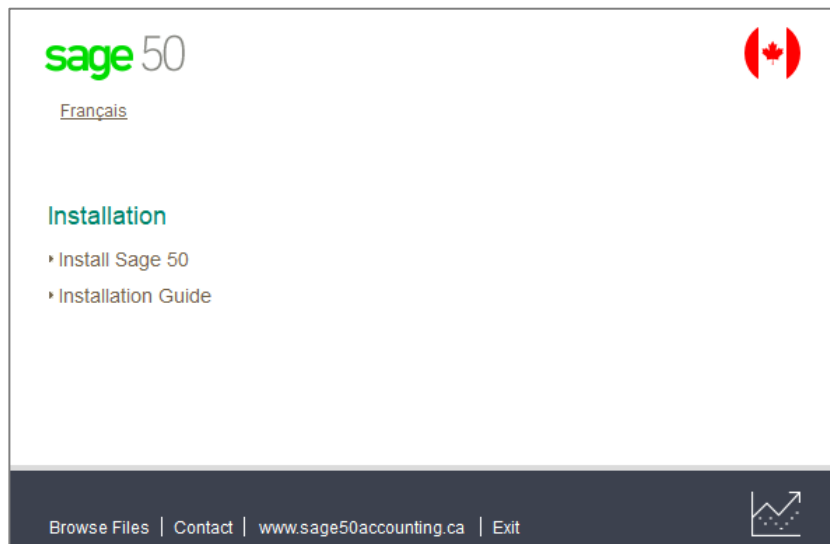 sage 50
Français
Installation
Install Sage 50
Installation Guide
Browse Files | Contact | www.sage50accounting.ca | Exit